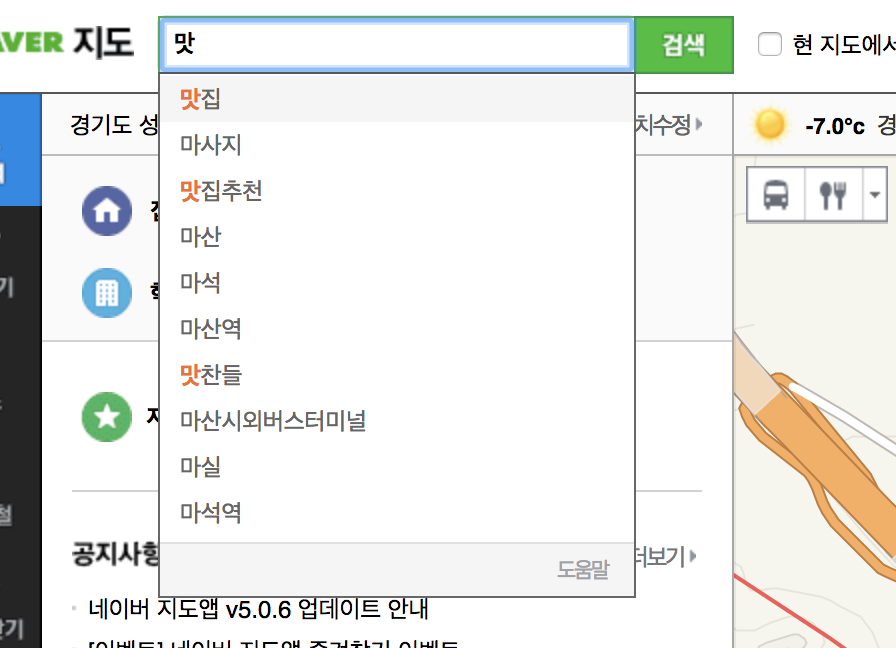 지도
맛
검색
현 지도에서
맛집
마사지
맛집추천
마산
마석
마산역
맛찬들
마산시외버스터미널
마실
마석역
도움말
경기도 성
치수정
-7.0°c 경
공지사항
더보기
네이버 지도앱 v5.0.6 업데이트 안내